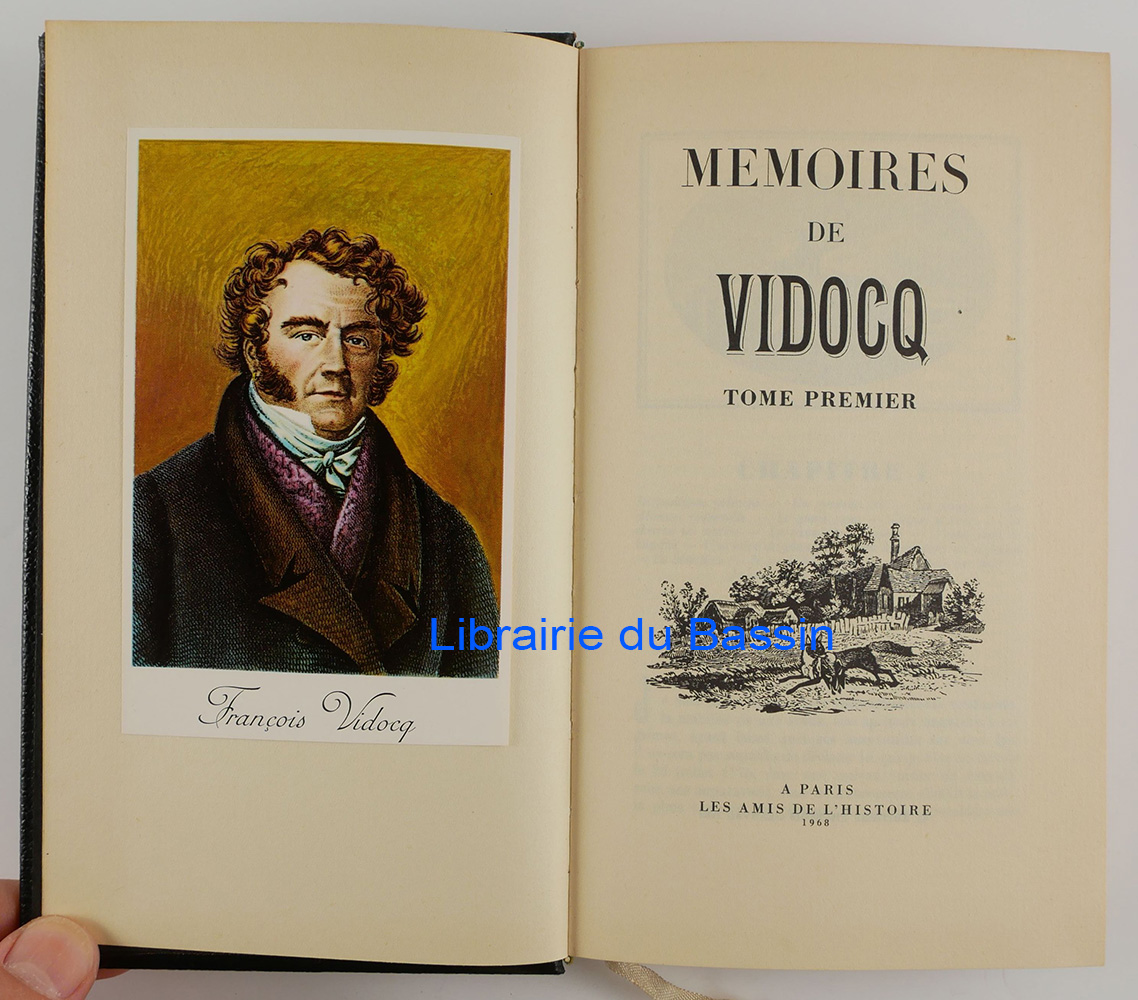 François Vidocq
MEMOIRES
DE
VIDOCQ
TOME PREMIER
Librairie du Bassin
A PARIS
LES AMIS DE L'HISTOIRE
1968